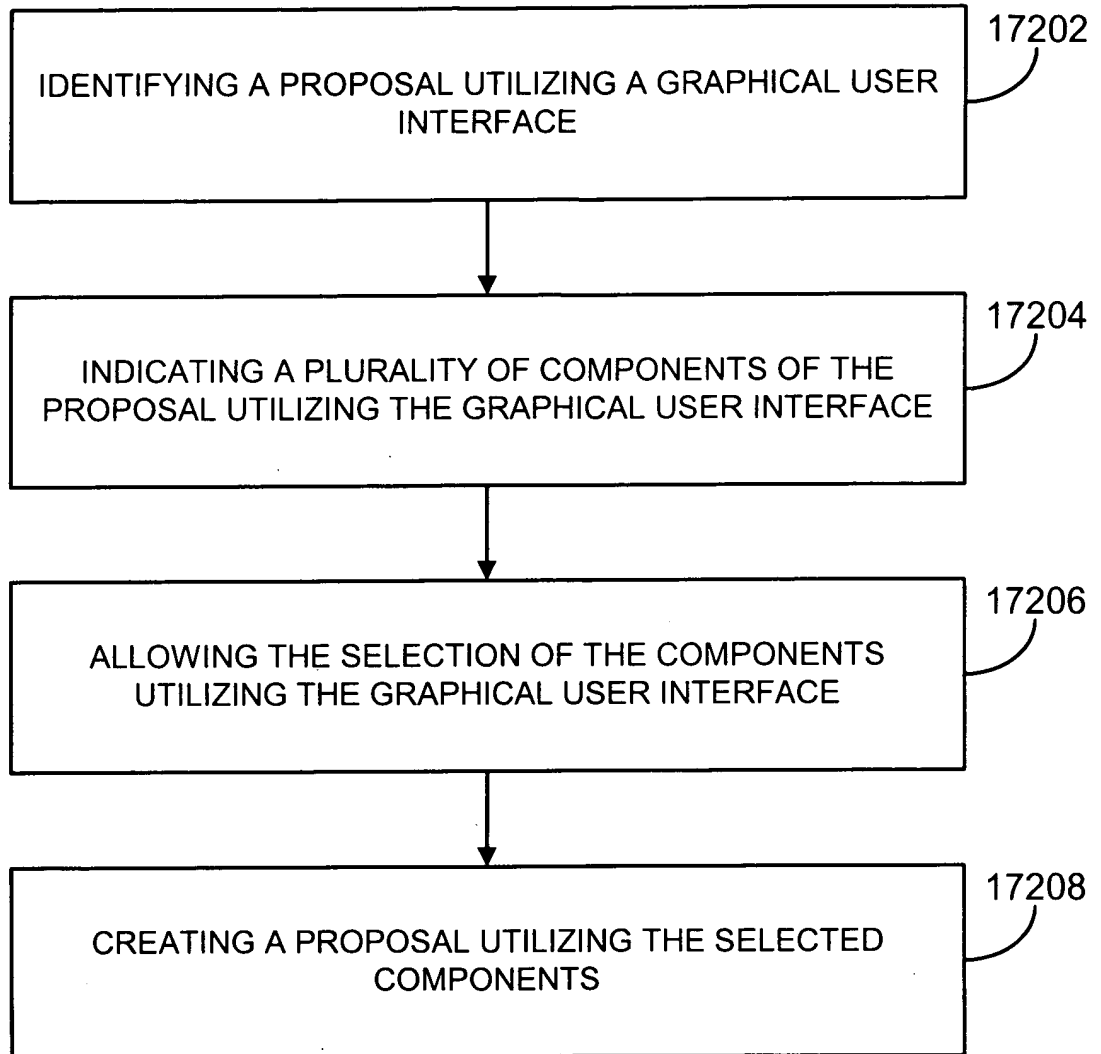 17202
IDENTIFYING A PROPOSAL UTILIZING A GRAPHICAL USER
INTERFACE
17204
INDICATING A PLURALITY OF COMPONENTS OF THE
PROPOSAL UTILIZING THE GRAPHICAL USER INTERFACE
17206
ALLOWING THE SELECTION OF THE COMPONENTS
UTILIZING THE GRAPHICAL USER INTERFACE
17208
CREATING A PROPOSAL UTILIZING THE SELECTED
COMPONENTS